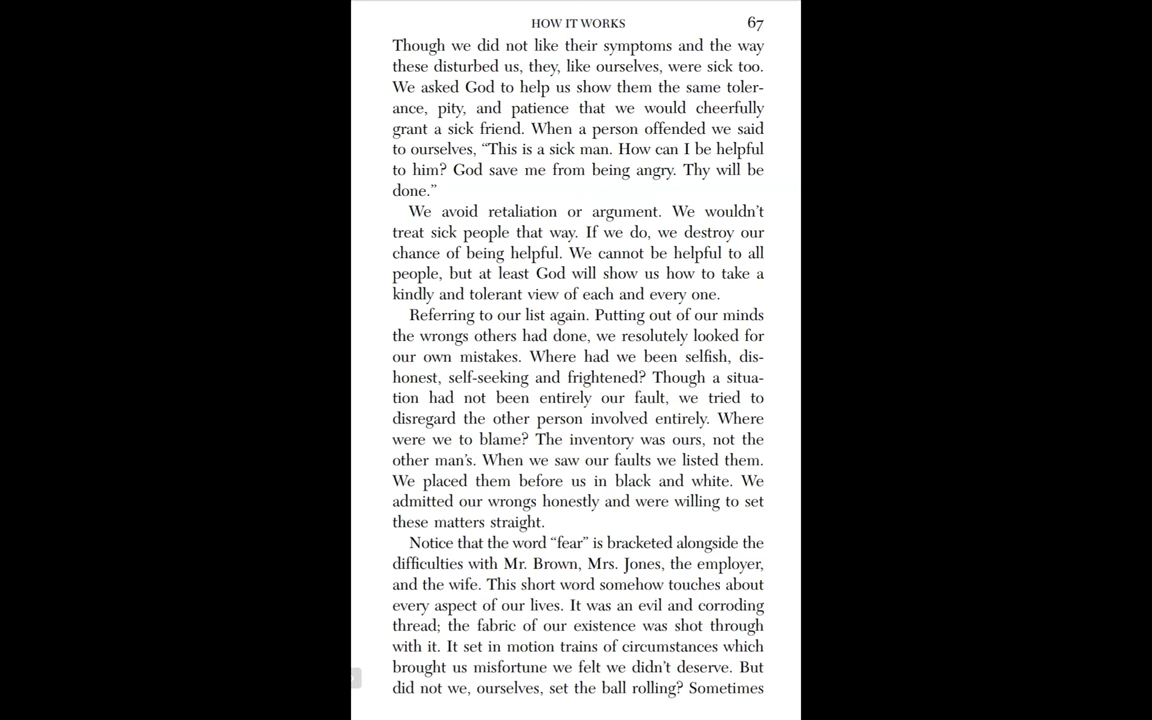 HOW IT WORKS 67
Though we did not like their symptoms and the way
these disturbed us, they, like ourselves, were sick too.
We asked God to help us show them the same toler-
ance, pity, and patience that we would cheerfully
grant a sick friend. When a person offended we said
to ourselves, “This is a sick man. How can I be helpful
to him? God save me from being angry. Thy will be
done.”
We avoid retaliation or argument. We wouldn’t
treat sick people that way. If we do, we destroy our
chance of being helpful. We cannot be helpful to all
people, but at least God will show us how to take a
kindly and tolerant view of each and every one.
Referring to our list again. Putting out of our minds
the wrongs others had done, we resolutely looked for
our own mistakes. Where had we been selfish, dis-
honest, self-seeking and frightened? Though a situa-
tion had not been entirely our fault, we tried to
disregard the other person involved entirely. Where
were we to blame? The inventory was ours, not the
other man’s. When we saw our faults we listed them.
We placed them before us in black and white. We
admitted our wrongs honestly and were willing to set
these matters straight.
Notice that the word “fear” is bracketed alongside the
difficulties with Mr. Brown, Mrs. Jones, the employer,
and the wife. This short word somehow touches about
every aspect of our lives. It was an evil and corroding
thread; the fabric of our existence was shot through
with it. It set in motion trains of circumstances which
brought us misfortune we felt we didn’t deserve. But
did not we, ourselves, set the ball rolling? Sometimes